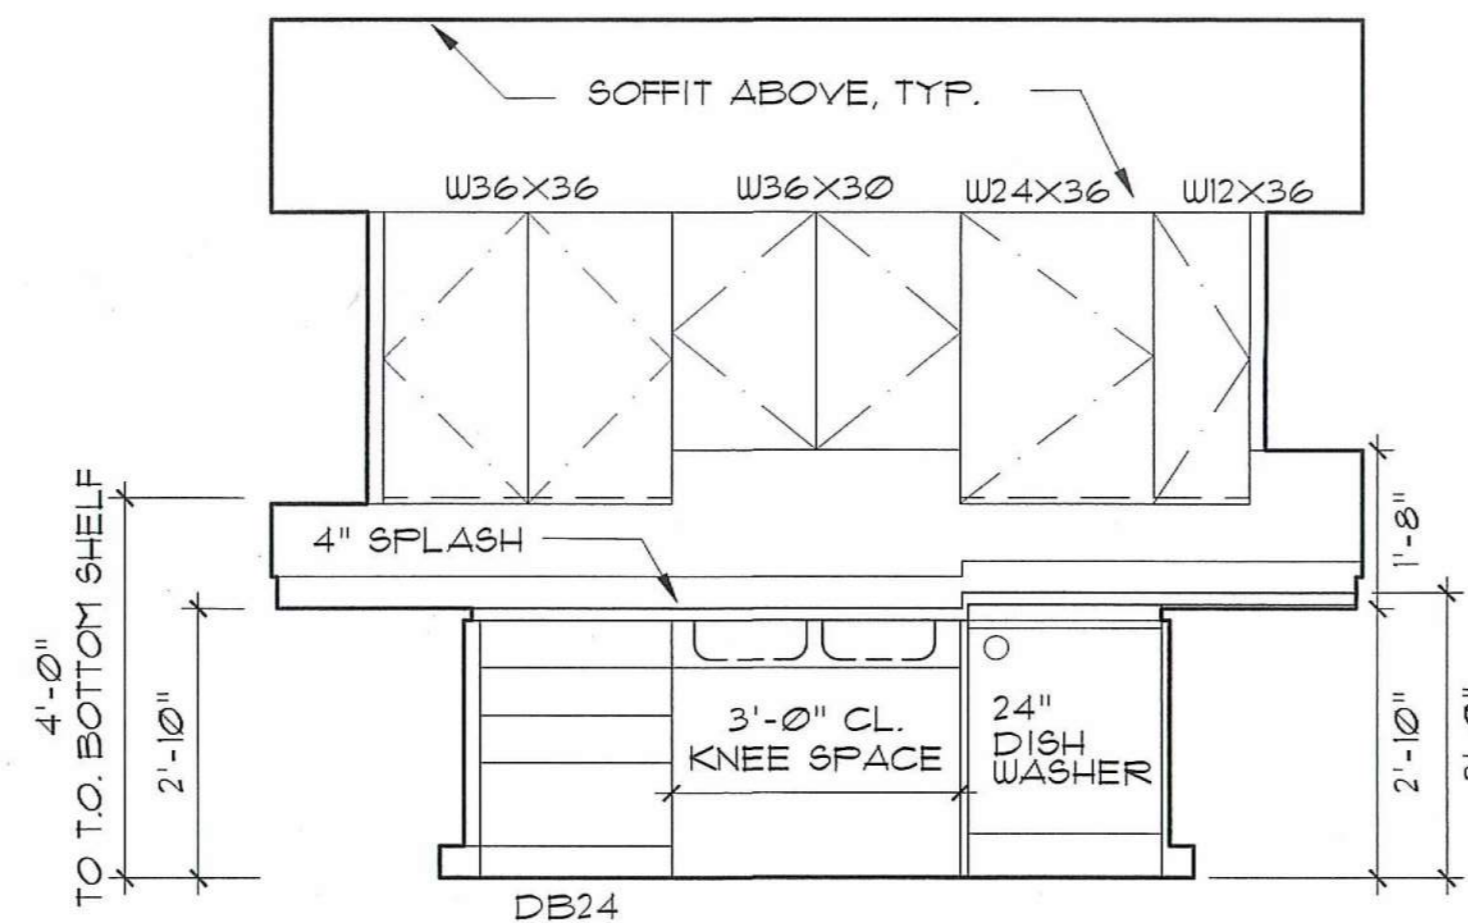 SOFFIT ABOVE, TYP.
W36X36
W36X30
W24X36
W12X36
4" SPLASH
4'-0"
TO T.O. BOTTOM SHELF
2'-10"
1'-8"
2'-10"
3'-0" CL.
KNEE SPACE
24"
DISH
WASHER
DB24